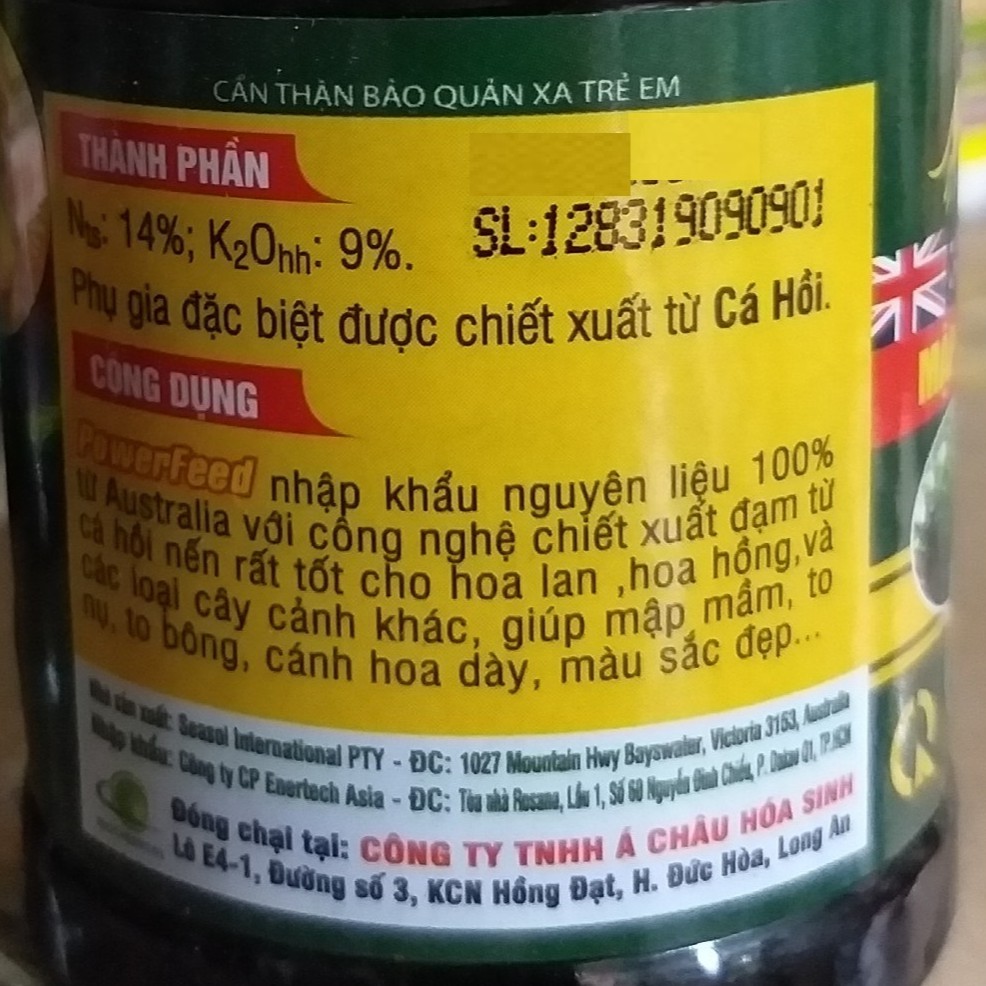 CẨN THẬN BẢO QUẢN XA TRẺ EM
THÀNH PHẦN
Nts: 14%; K2Ohh: 9%.
SL:128319090901
Phụ gia đặc biệt được chiết xuất từ Cá Hồi.
CÔNG DỤNG
PowerFeed nhập khẩu nguyên liệu 100%
từ Australia với công nghệ chiết xuất đạm từ
cá hồi nến rất tốt cho hoa lan ,hoa hồng,và
các loại cây cảnh khác, giúp mập mầm, to
nụ, to bông, cánh hoa dày, màu sắc đẹp...
Nhà sản xuất: Seasol International PTY - ĐC: 1027 Mountain Hwy Bayswater, Victoria 3153, Australia
Nhập khẩu: Công ty CP Enertech Asia - ĐC: Tòa nhà Rosana, Lầu 1, Số 60 Nguyễn Đình Chiểu, P. Dakao Q1, TP.HCM
Đóng chai tại: CÔNG TY TNHH Á CHÂU HÓA SINH
Lô E4-1, Đường số 3, KCN Hồng Đạt, H. Đức Hòa, Long An